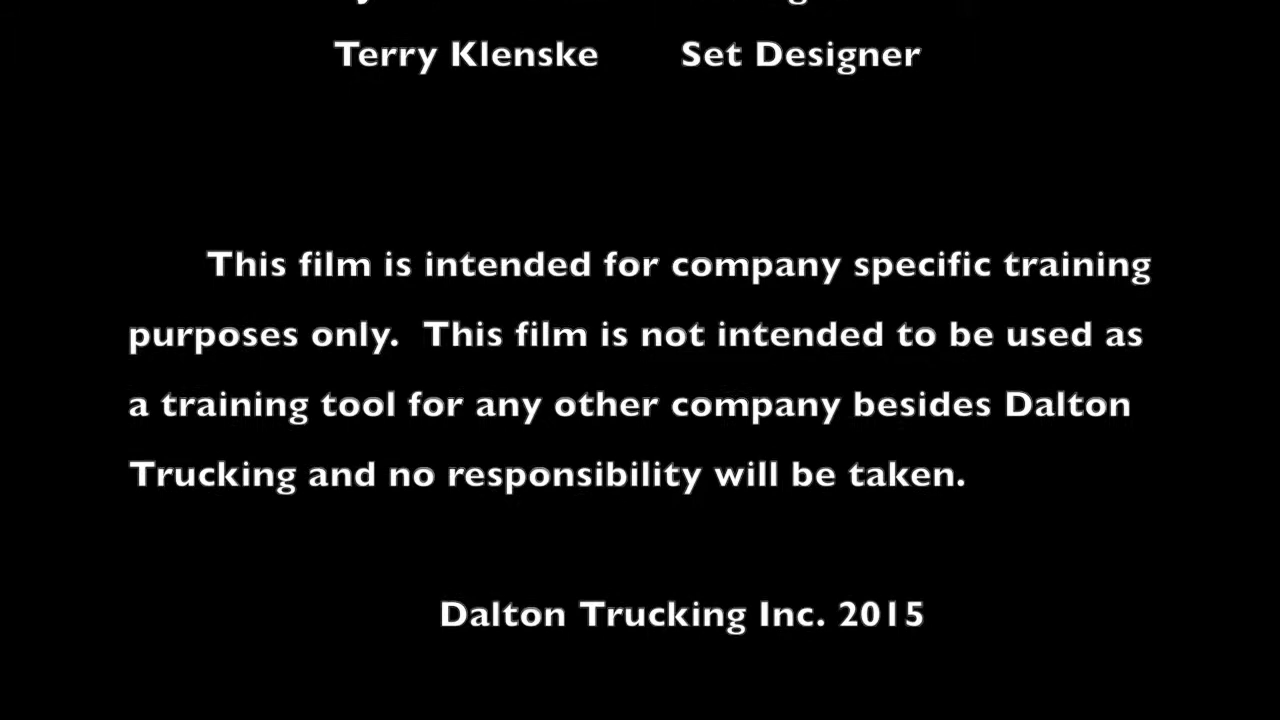 Terry Klenske Set Designer
This film is intended for company specific training
purposes only. This film is not intended to be used as
a training tool for any other company besides Dalton
Trucking and no responsibility will be taken.
Dalton Trucking Inc. 2015